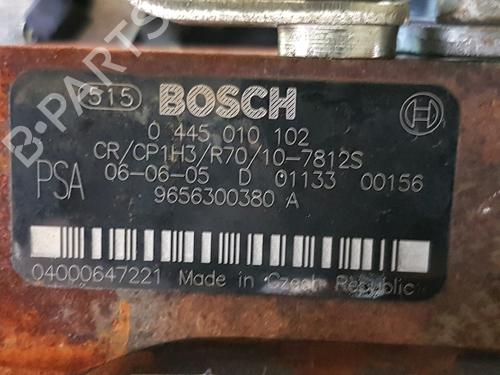 515 BOSCH
0 445 010 102
CR/CP1H3/R70/10-7812S
PSA 06-06-05 D 01133 00156
9656300380 A
04000647221 Made in Czech Republic
B-PARTS